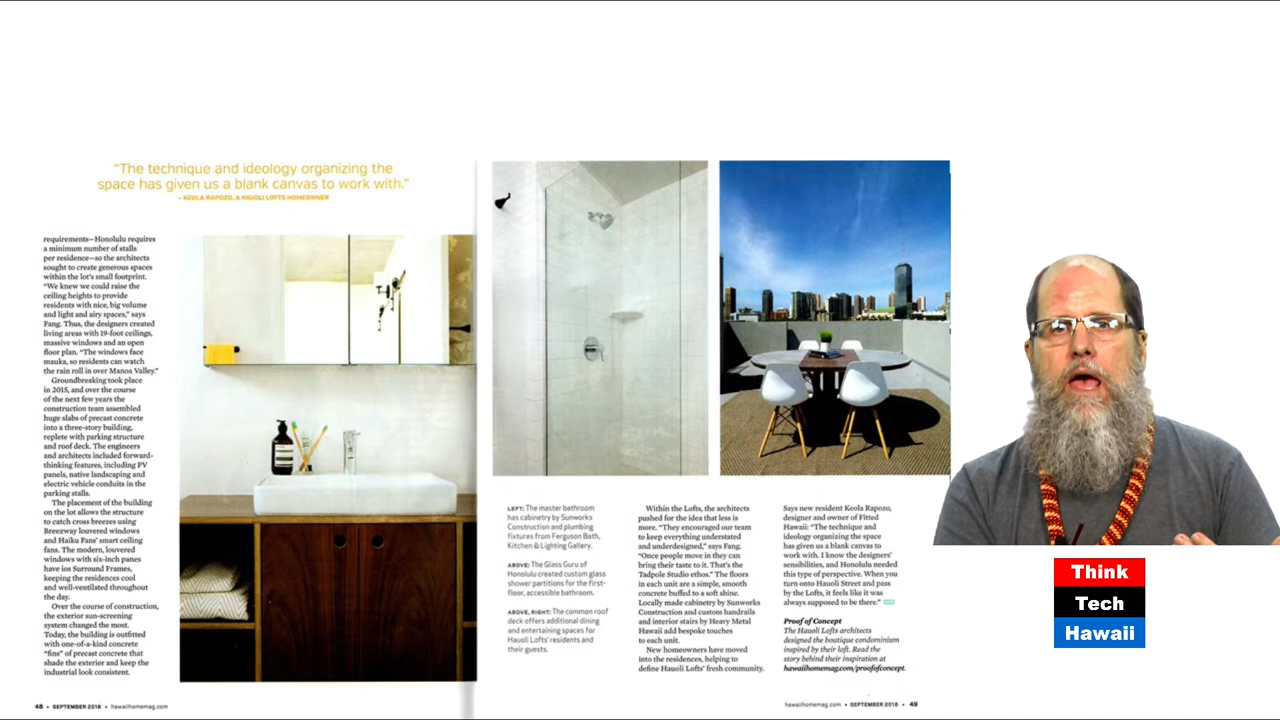 “The technique and ideology organizing the
space has given us a blank canvas to work with.”
– KEOLA RAPOZO, A HAUOLI LOFTS HOMEOWNER
requirements—Honolulu requires
a minimum number of stalls
per residence—so the architects
sought to create generous spaces
within the lot's small footprint.
“We knew we could raise the
ceiling heights to provide
residents with nice, big volume
and light and airy spaces,” says
Fang. Thus, the designers created
living areas with 19-foot ceilings,
massive windows and an open
floor plan. “The windows face
mauka, so residents can watch
the rain roll in over Manoa Valley.”
Groundbreaking took place
in 2015, and over the course
of the next few years the
construction team assembled
huge slabs of precast concrete
into a three-story building,
replete with parking structure
and roof deck. The engineers
and architects included forward-
thinking features, including PV
panels, native landscaping and
electric vehicle conduits in the
parking stalls.
The placement of the building
on the lot allows the structure
to catch cross breezes using
Breezway louvered windows
and Haiku Fans' smart ceiling
fans. The modern, louvered
windows with six-inch panes
have ios Surround Frames,
keeping the residences cool
and well-ventilated throughout
the day.
Over the course of construction,
the exterior sun-screening
system changed the most.
Today, the building is outfitted
with one-of-a-kind concrete
“fins” of precast concrete that
shade the exterior and keep the
industrial look consistent.
48 • SEPTEMBER 2018 • hawaiihomemag.com
LEFT: The master bathroom
has cabinetry by Sunworks
Construction and plumbing
fixtures from Ferguson Bath,
Kitchen & Lighting Gallery.
ABOVE: The Glass Guru of
Honolulu created custom glass
shower partitions for the first-
floor, accessible bathroom.
ABOVE, RIGHT: The common roof
deck offers additional dining
and entertaining spaces for
Hauoli Lofts' residents and
their guests.
Within the Lofts, the architects
pushed for the idea that less is
more. “They encouraged our team
to keep everything understated
and underdesigned,” says Fang.
“Once people move in they can
bring their taste to it. That's the
Tadpole Studio ethos.” The floors
in each unit are a simple, smooth
concrete buffed to a soft shine.
Locally made cabinetry by Sunworks
Construction and custom handrails
and interior stairs by Heavy Metal
Hawaii add bespoke touches
to each unit.
New homeowners have moved
into the residences, helping to
define Hauoli Lofts' fresh community.
Says new resident Keola Rapozo,
designer and owner of Fitted
Hawaii: “The technique and
ideology organizing the space
has given us a blank canvas to
work with. I know the designers'
sensibilities, and Honolulu needed
this type of perspective. When you
turn onto Hauoli Street and pass
by the Lofts, it feels like it was
always supposed to be there.”
Proof of Concept
The Hauoli Lofts architects
designed the boutique condominium
inspired by their loft. Read the
story behind their inspiration at
hawaiihomemag.com/proofofconcept.
hawaiihomemag.com • SEPTEMBER 2018 • 49
Think
Tech
Hawaii